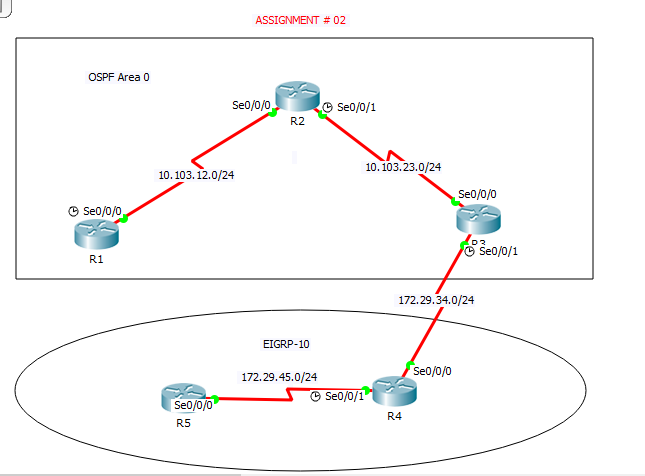 ASSIGNMENT # 02
OSPF Area 0
Se0/0/0
Se0/0/1
R2
10.103.12.0/24
10.103.23.0/24
Se0/0/0
Se0/0/0
R1
R3
Se0/0/1
172.29.34.0/24
EIGRP-10
Se0/0/0
172.29.45.0/24
Se0/0/0
Se0/0/1
R5
R4